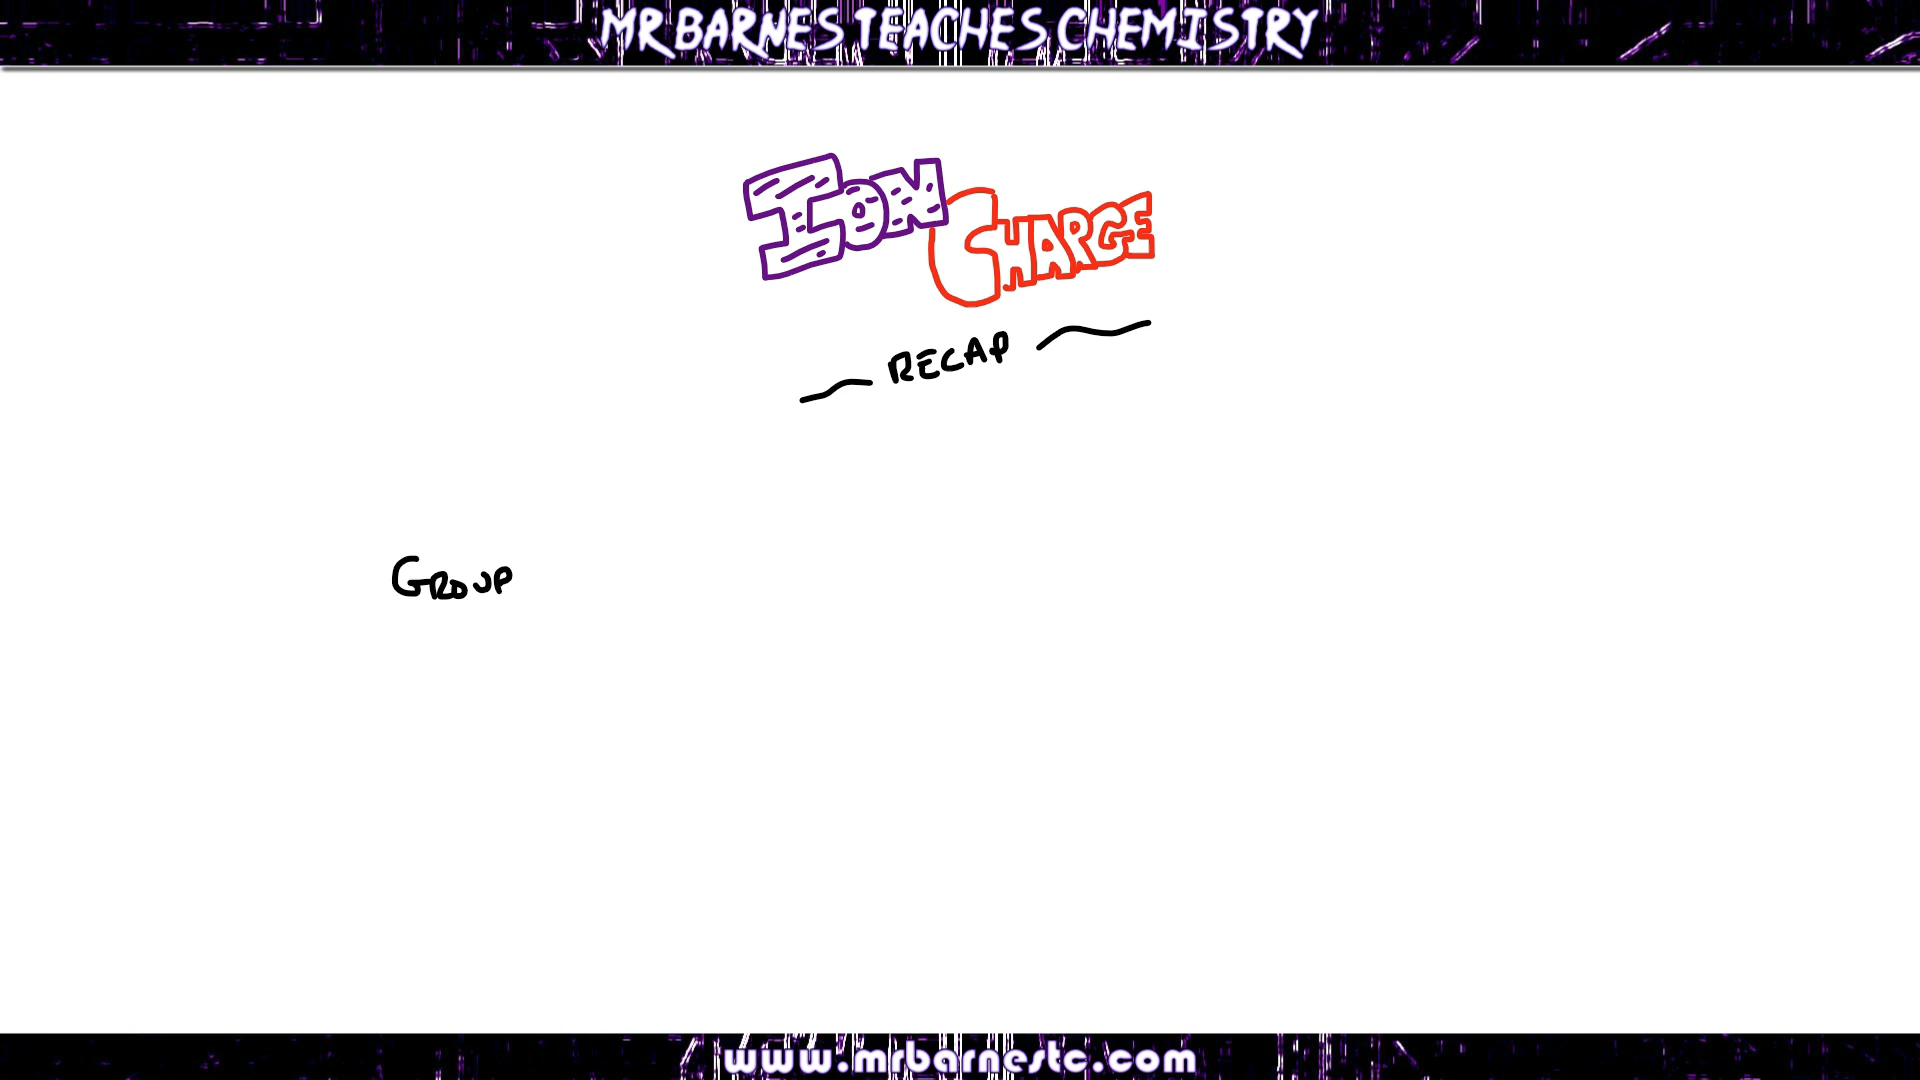 MR BARNES TEACHES CHEMISTRY
ION CHARGE
RECAP
GROUP
www.mrbarnestc.com